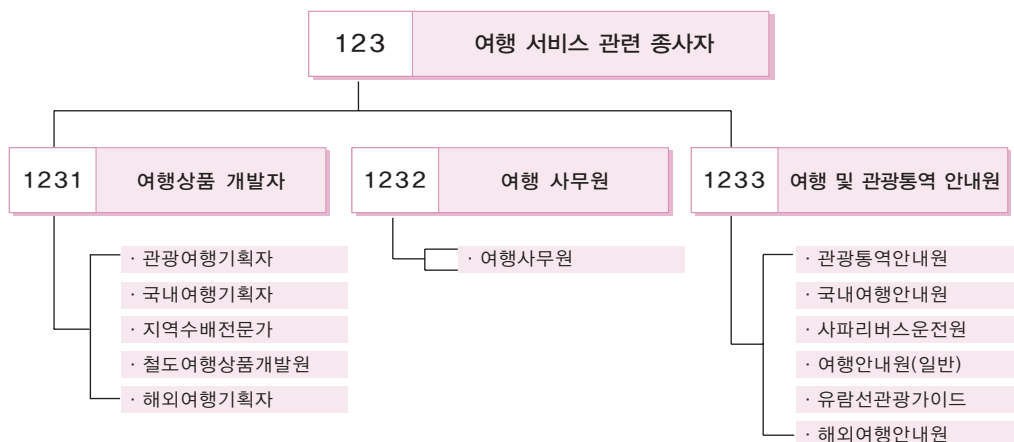 123 여행 서비스 관련 종사자
1231 여행상품 개발자
· 관광여행기획자
· 국내여행기획자
· 지역수배전문가
· 철도여행상품개발원
· 해외여행기획자
1232 여행 사무원
· 여행사무원
1233 여행 및 관광통역 안내원
· 관광통역안내원
· 국내여행안내원
· 사파리버스운전원
· 여행안내원(일반)
· 유람선관광가이드
· 해외여행안내원